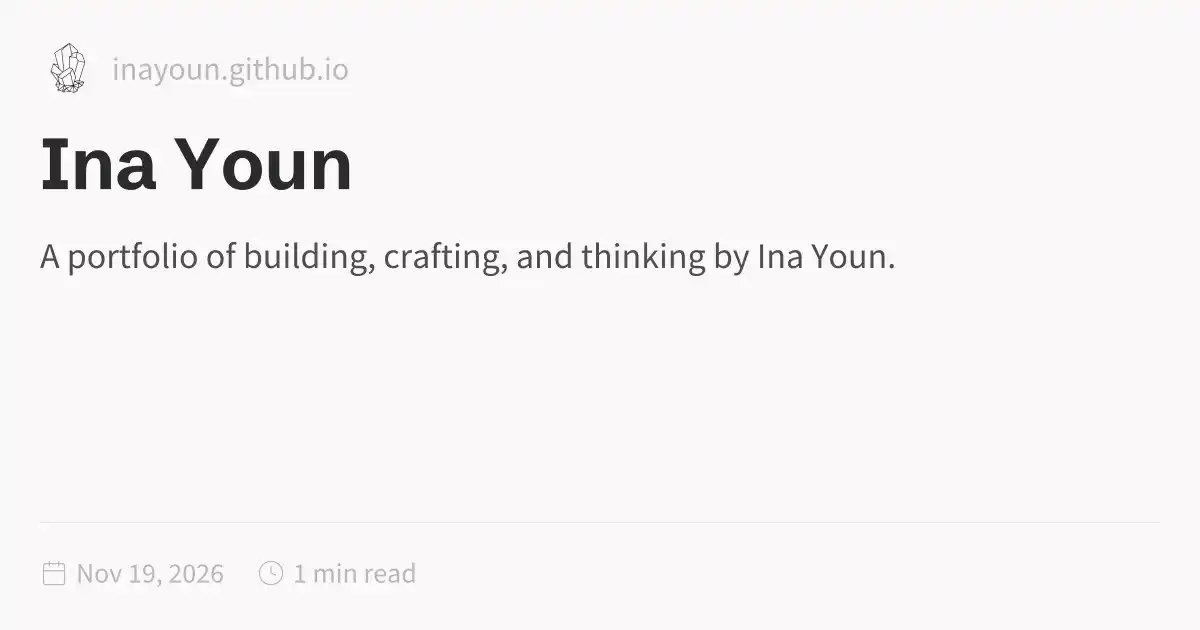 inayoun.github.io
Ina Youn
A portfolio of building, crafting, and thinking by Ina Youn.
Nov 19, 2026 1 min read